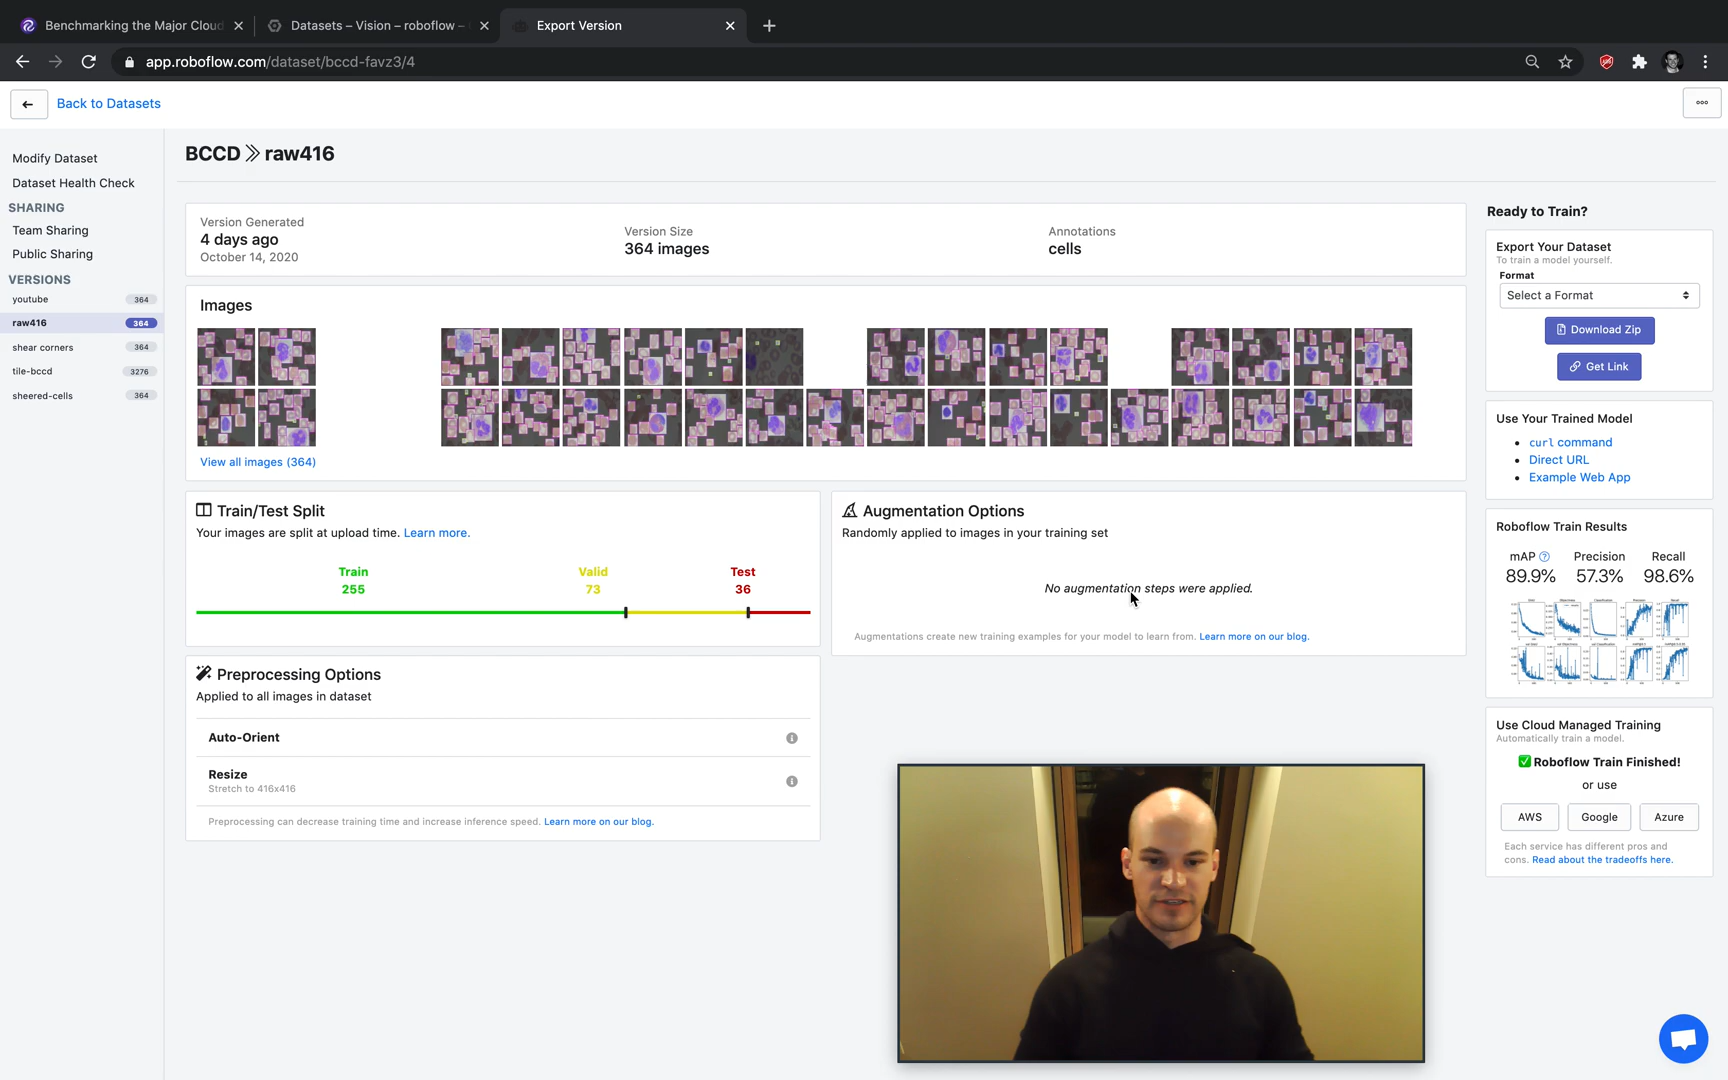 Benchmarking the Major Cloud
Datasets – Vision – roboflow –
Export Version
app.roboflow.com/dataset/bccd-favz3/4
Back to Datasets
Modify Dataset
Dataset Health Check
SHARING
Team Sharing
Public Sharing
VERSIONS
youtube 364
raw416 364
shear corners 364
tile-bccd 3276
sheered-cells 364
BCCD >> raw416
Version Generated
4 days ago
October 14, 2020
Version Size
364 images
Annotations
cells
Images
View all images (364)
Train/Test Split
Your images are split at upload time. Learn more.
Train
255
Valid
73
Test
36
Augmentation Options
Randomly applied to images in your training set
No augmentation steps were applied.
Augmentations create new training examples for your model to learn from. Learn more on our blog.
Preprocessing Options
Applied to all images in dataset
Auto-Orient
Resize
Stretch to 416x416
Preprocessing can decrease training time and increase inference speed. Learn more on our blog.
Ready to Train?
Export Your Dataset
To train a model yourself.
Format
Select a Format
Download Zip
Get Link
Use Your Trained Model
curl command
Direct URL
Example Web App
Roboflow Train Results
mAP Precision Recall
89.9% 57.3% 98.6%
Use Cloud Managed Training
Automatically train a model.
Roboflow Train Finished!
or use
AWS Google Azure
Each service has different pros and
cons. Read about the tradeoffs here.